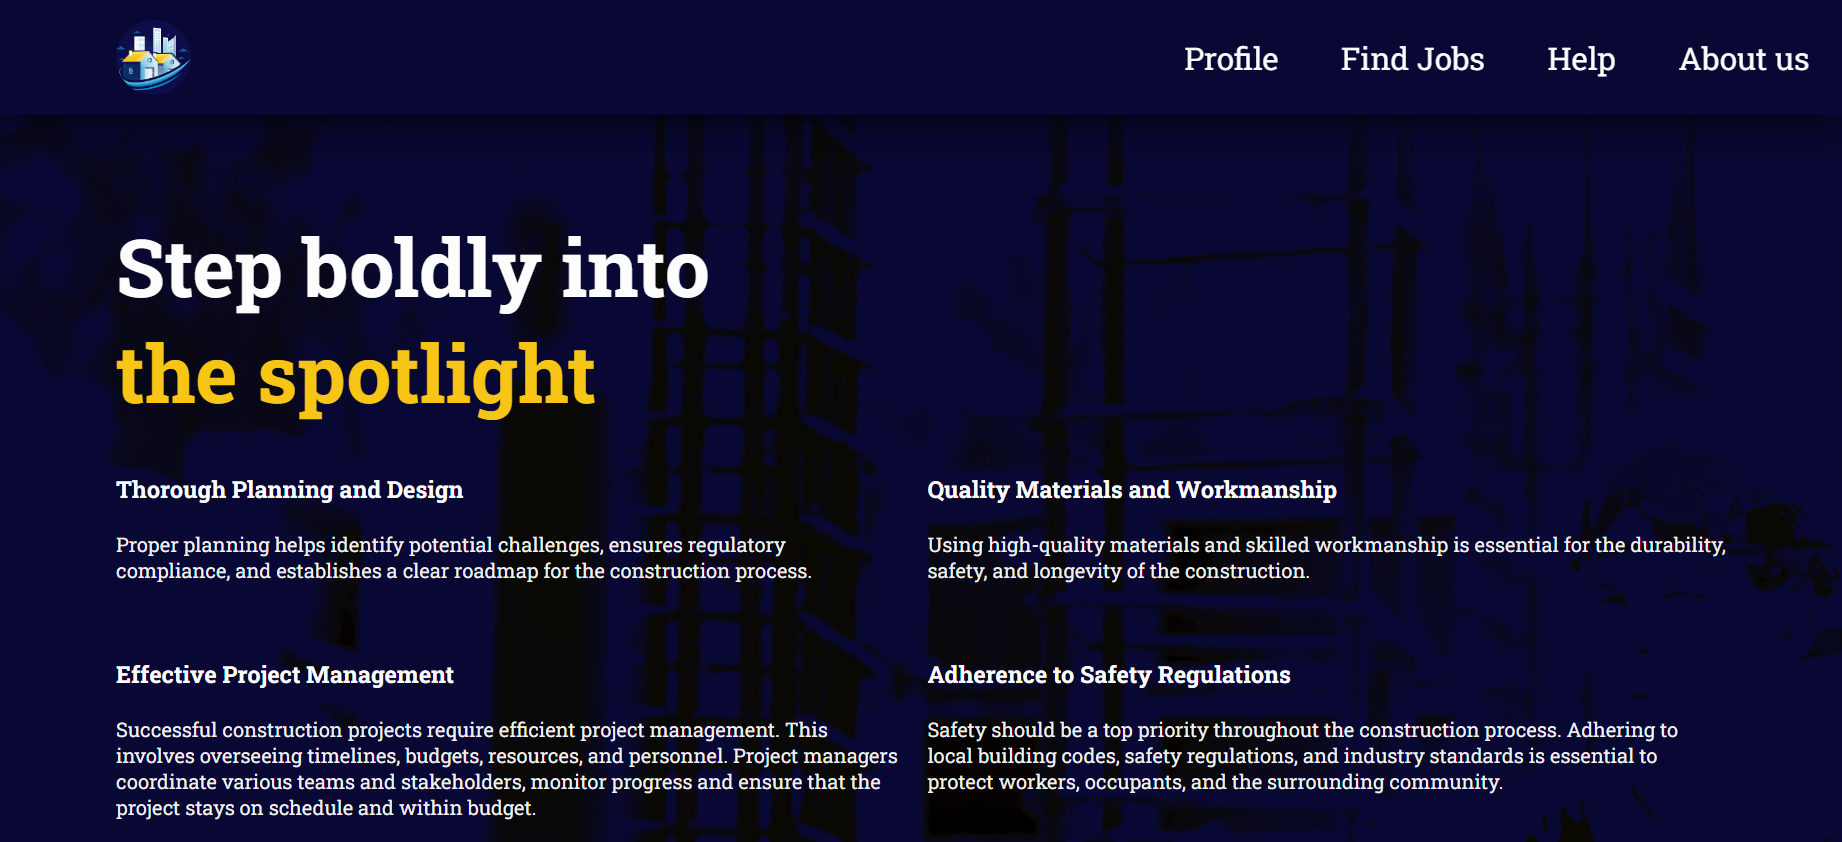 Profile Find Jobs Help About us
Step boldly into
the spotlight
Thorough Planning and Design
Proper planning helps identify potential challenges, ensures regulatory
compliance, and establishes a clear roadmap for the construction process.
Quality Materials and Workmanship
Using high-quality materials and skilled workmanship is essential for the durability,
safety, and longevity of the construction.
Effective Project Management
Successful construction projects require efficient project management. This
involves overseeing timelines, budgets, resources, and personnel. Project managers
coordinate various teams and stakeholders, monitor progress and ensure that the
project stays on schedule and within budget.
Adherence to Safety Regulations
Safety should be a top priority throughout the construction process. Adhering to
local building codes, safety regulations, and industry standards is essential to
protect workers, occupants, and the surrounding community.